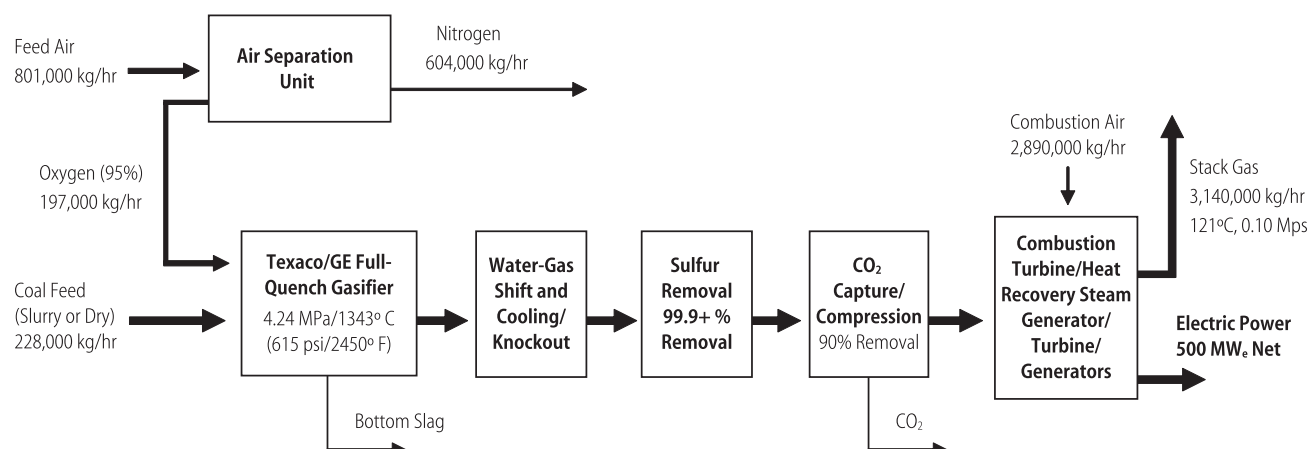 Feed Air
801,000 kg/hr
Air Separation
Unit
Nitrogen
604,000 kg/hr
Oxygen (95%)
197,000 kg/hr
Combustion Air
2,890,000 kg/hr
Stack Gas
3,140,000 kg/hr
121ºC, 0.10 Mps
Coal Feed
(Slurry or Dry)
228,000 kg/hr
Texaco/GE Full-
Quench Gasifier
4.24 MPa/1343º C
(615 psi/2450º F)
Water-Gas
Shift and
Cooling/
Knockout
Sulfur
Removal
99.9+ %
Removal
CO₂
Capture/
Compression
90% Removal
Combustion
Turbine/Heat
Recovery Steam
Generator/
Turbine/
Generators
Electric Power
500 MWₑ Net
Bottom Slag
CO₂